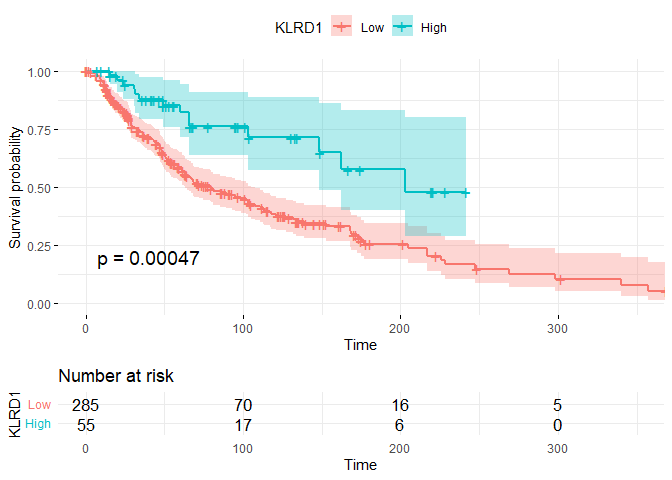 KLRD1 Low High
Survival probability
1.00
0.75
0.50
0.25
0.00
p = 0.00047
0 100 200 300
Time
Number at risk
KLRD1
Low 285 70 16 5
High 55 17 6 0
0 100 200 300
Time